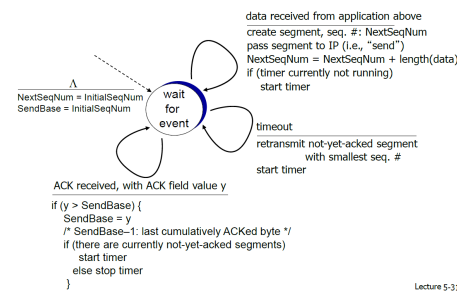 data received from application above
create segment, seq. #: NextSeqNum
pass segment to IP (i.e., “send”)
NextSeqNum = NextSeqNum + length(data)
if (timer currently not running)
start timer
Λ
NextSeqNum = InitialSeqNum
SendBase = InitialSeqNum
wait
for
event
timeout
retransmit not-yet-acked segment
with smallest seq. #
start timer
ACK received, with ACK field value y
if (y > SendBase) {
SendBase = y
/* SendBase–1: last cumulatively ACKed byte */
if (there are currently not-yet-acked segments)
start timer
else stop timer
}